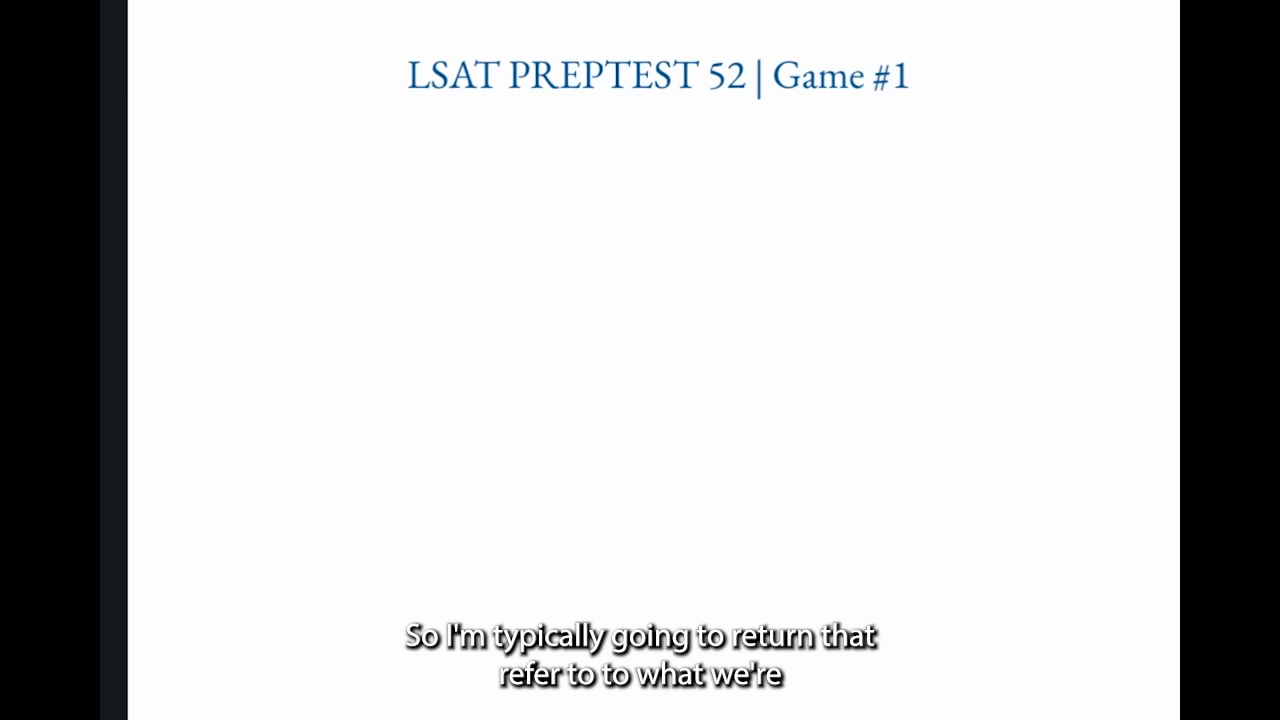 LSAT PREPTEST 52 | Game #1
So I'm typically going to return that
refer to to what we're